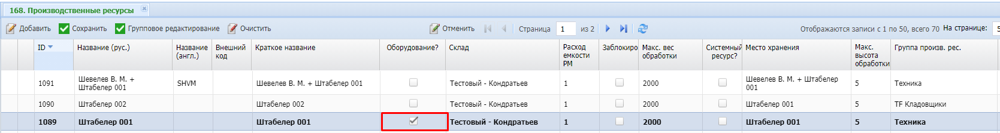 168. Производственные ресурсы
Добавить Сохранить Групповое редактирование Очистить Отменить Страница 1 из 2 Отображаются записи с 1 по 50, всего 70 На странице: 5
ID Название (рус.) Название (англ.) Внешний код Краткое название Оборудование? Склад Расход емкости РМ Заблокиро Макс. вес обработки Системный ресурс? Место хранения Макс. высота обработки Группа произв. рес.
1091 Шевелев В. М. + Штабелер 001 SHVM Шевелев В. М. + Штабелер 001 Тестовый - Кондратьев 1 2000 Шевелев В. М. + Штабелер 001 5 Техника
1090 Штабелер 002 Штабелер 002 Тестовый - Кондратьев 1 2000 Штабелер 001 5 TF Кладовщики
1089 Штабелер 001 Штабелер 001 Тестовый - Кондратьев 1 2000 Штабелер 001 5 Техника